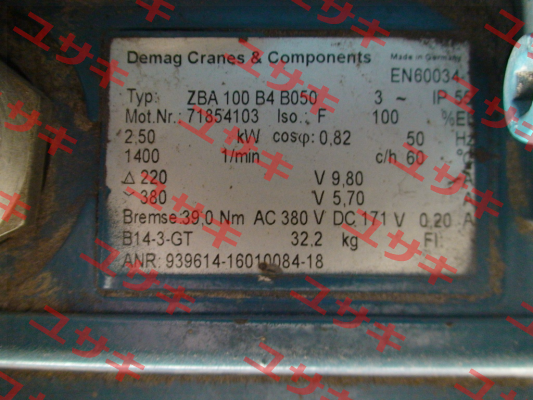 Demag Cranes & Components Made in Germany
EN60034-
Typ: ZBA 100 B4 B050 3 ~ IP 55
Mot.Nr.: 71854103 Iso.: F 100 %ED
2,50 kW cosφ: 0,82 50 Hz
1400 1/min c/h 60 °C
Δ 220 V 9,80 A
380 V 5,70 A
Bremse: 39,0 Nm AC 380 V DC 171 V 0,20 A
B14-3-GT 32,2 kg FI:
ANR: 939614-16010084-18
ユサキ